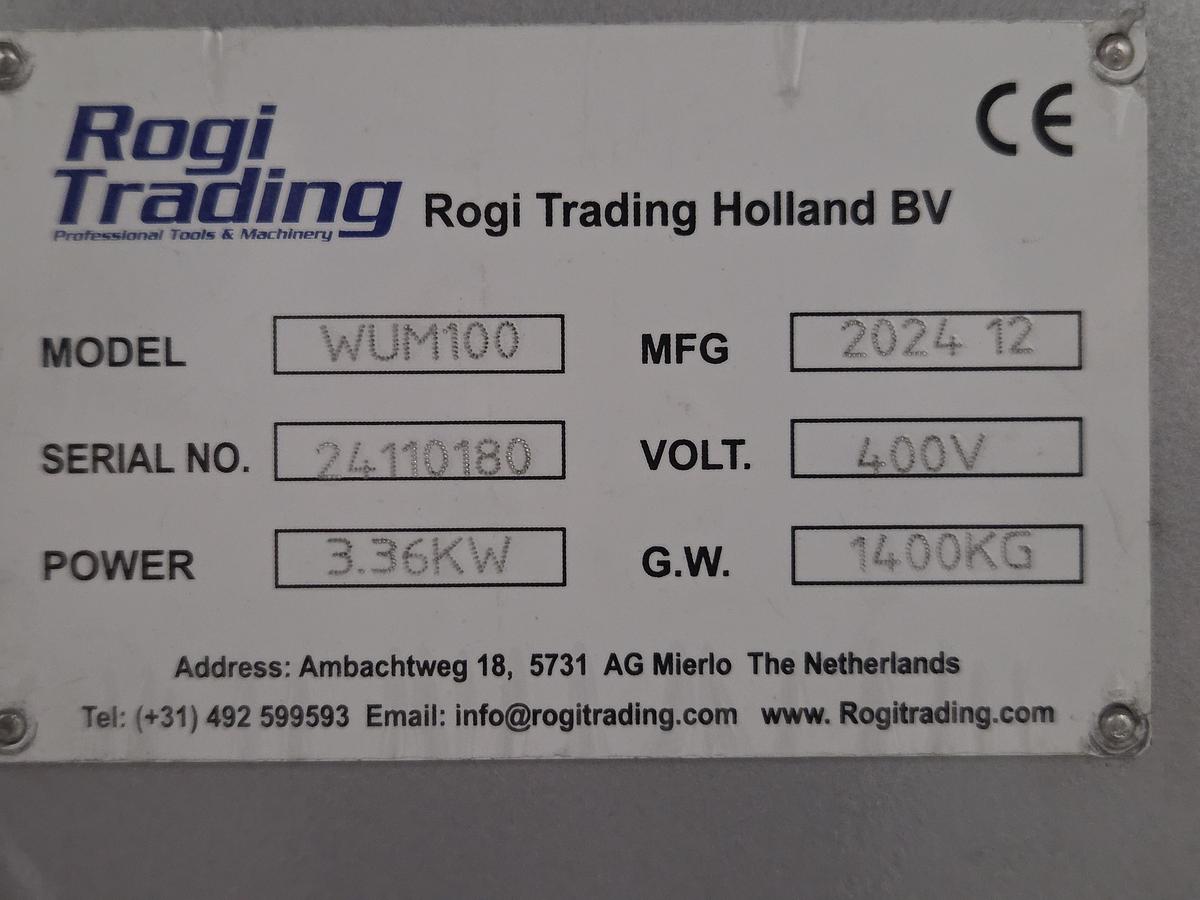 CE
Rogi
Trading
Professional Tools & Machinery
Rogi Trading Holland BV
MODEL WUM100 MFG 2024 12
SERIAL NO. 24110180 VOLT. 400V
POWER 3.36KW G.W. 1400KG
Address: Ambachtweg 18, 5731 AG Mierlo The Netherlands
Tel: (+31) 492 599593 Email: info@rogitrading.com www. Rogitrading.com